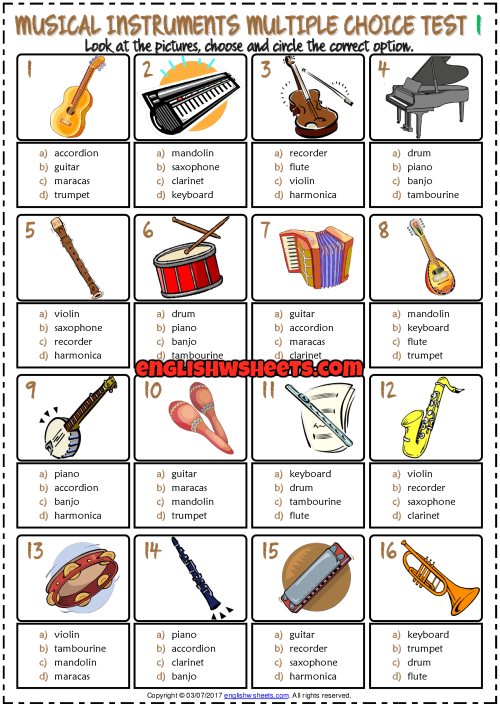 MUSICAL INSTRUMENTS MULTIPLE CHOICE TEST 1
Look at the pictures, choose and circle the correct option.
1
a) accordion
b) guitar
c) maracas
d) trumpet
2
a) mandolin
b) saxophone
c) clarinet
d) keyboard
3
a) recorder
b) flute
c) violin
d) harmonica
4
a) drum
b) piano
c) banjo
d) tambourine
5
a) violin
b) saxophone
c) recorder
d) harmonica
6
a) drum
b) piano
c) banjo
d) tambourine
7
a) guitar
b) accordion
c) maracas
d) clarinet
8
a) mandolin
b) keyboard
c) flute
d) trumpet
englishwsheets.com
9
a) piano
b) accordion
c) banjo
d) harmonica
10
a) guitar
b) maracas
c) mandolin
d) trumpet
11
a) keyboard
b) drum
c) tambourine
d) flute
12
a) violin
b) recorder
c) saxophone
d) clarinet
13
a) violin
b) tambourine
c) mandolin
d) maracas
14
a) piano
b) accordion
c) clarinet
d) banjo
15
a) guitar
b) recorder
c) saxophone
d) harmonica
16
a) keyboard
b) trumpet
c) drum
d) flute
Copyright © 03/07/2017 englishwsheets.com. All rights reserved.